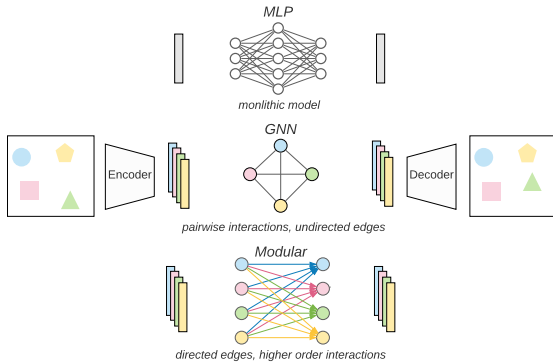 MLP
monlithic model
GNN
Encoder
Decoder
pairwise interactions, undirected edges
Modular
directed edges, higher order interactions